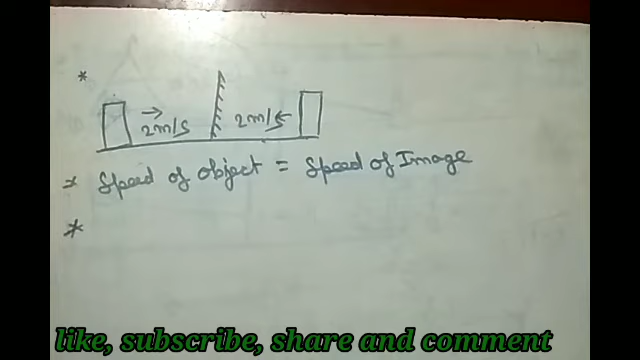 *
2m/s 2m/s
* Speed of object = Speed of Image
*
like, subscribe, share and comment